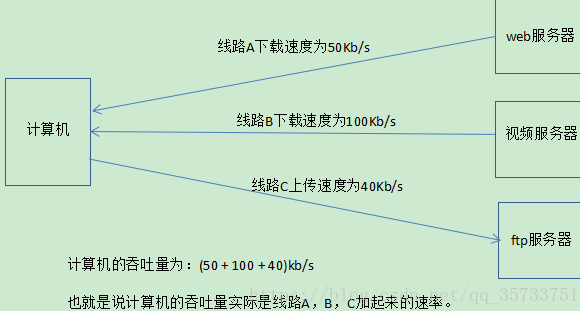 线路A下载速度为50Kb/s
web服务器
计算机
线路B下载速度为100Kb/s
视频服务器
线路C上传速度为40Kb/s
ftp服务器
计算机的吞吐量为：(50 + 100 + 40)kb/s
也就是说计算机的吞吐量实际是线路A，B，C加起来的速率。
https://blog.csdn.net/qq_35733751